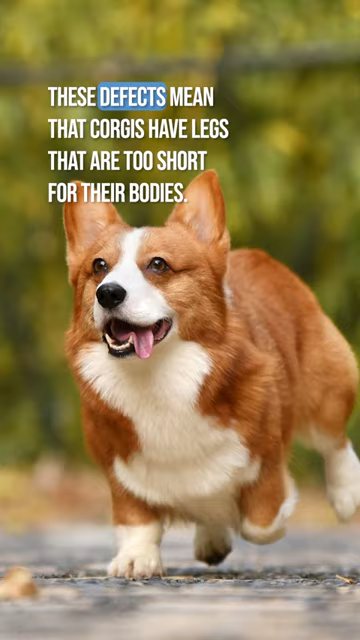 THESE DEFECTS MEAN
THAT CORGIS HAVE LEGS
THAT ARE TOO SHORT
FOR THEIR BODIES.